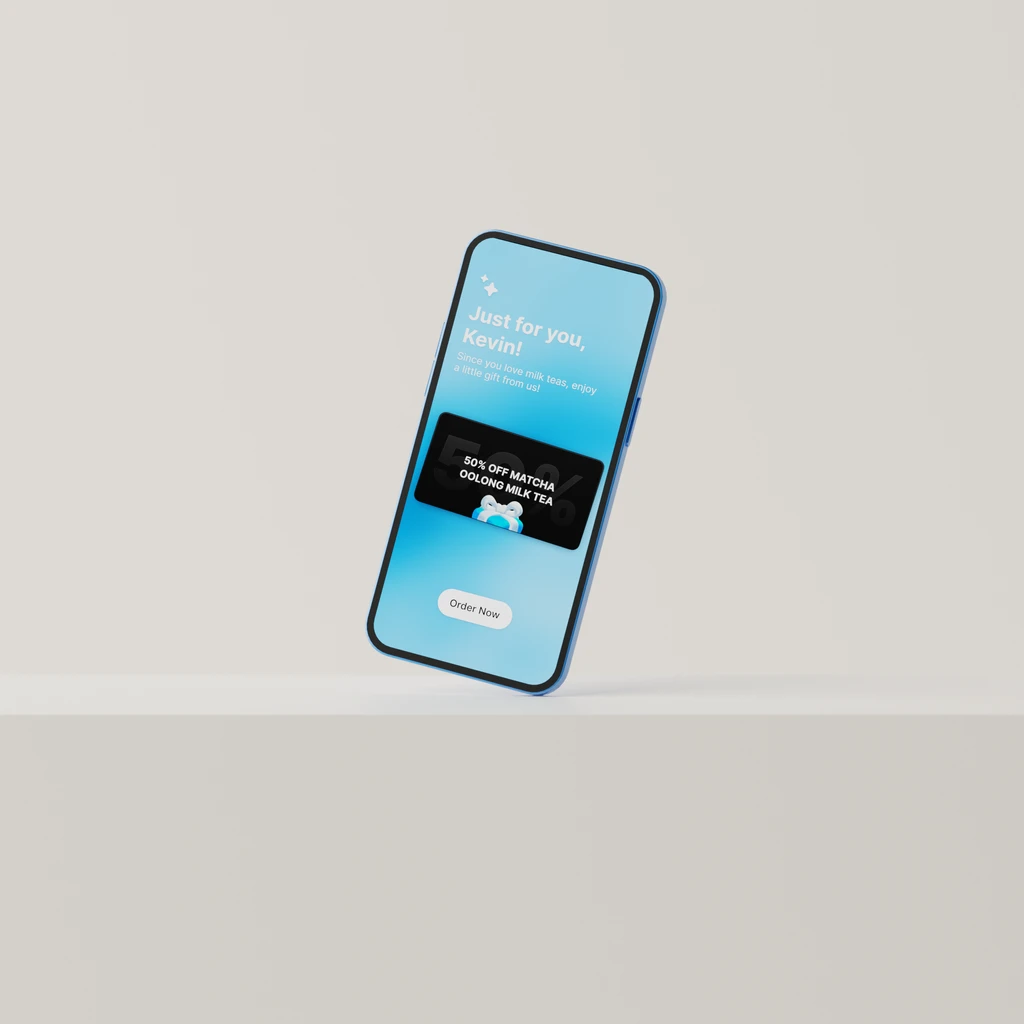 Just for you,
Kevin!
Since you love milk teas, enjoy
a little gift from us!
50%
50% OFF MATCHA
OOLONG MILK TEA
Order Now